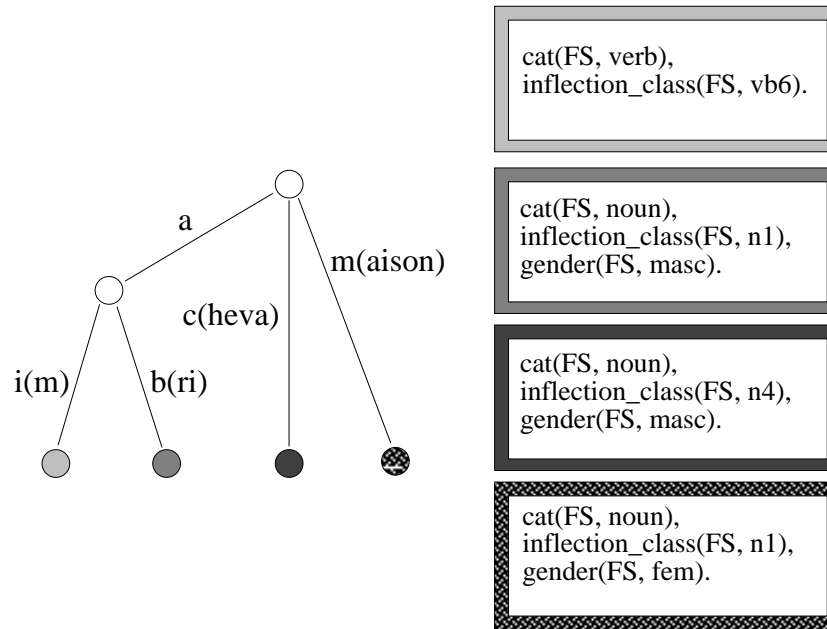 a
m(aison)
c(heva)
i(m)
b(ri)
cat(FS, verb),
inflection_class(FS, vb6).
cat(FS, noun),
inflection_class(FS, n1),
gender(FS, masc).
cat(FS, noun),
inflection_class(FS, n4),
gender(FS, masc).
cat(FS, noun),
inflection_class(FS, n1),
gender(FS, fem).